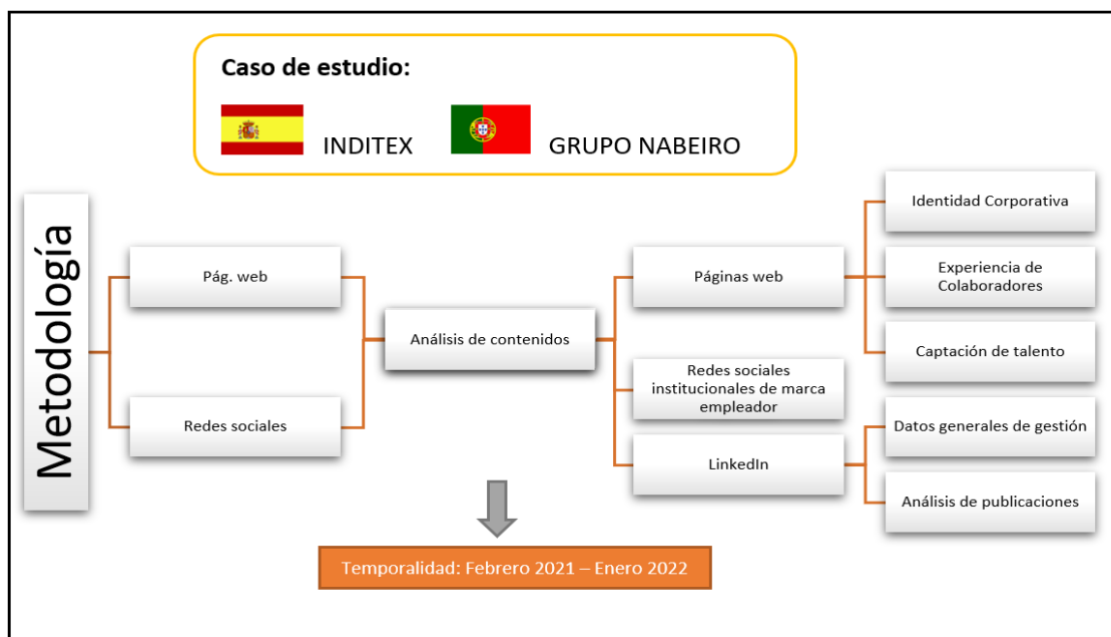 Caso de estudio:
INDITEX
GRUPO NABEIRO
Metodología
Pág. web
Redes sociales
Análisis de contenidos
Páginas web
Redes sociales
institucionales de marca
empleador
LinkedIn
Identidad Corporativa
Experiencia de
Colaboradores
Captación de talento
Datos generales de gestión
Análisis de publicaciones
Temporalidad: Febrero 2021 – Enero 2022